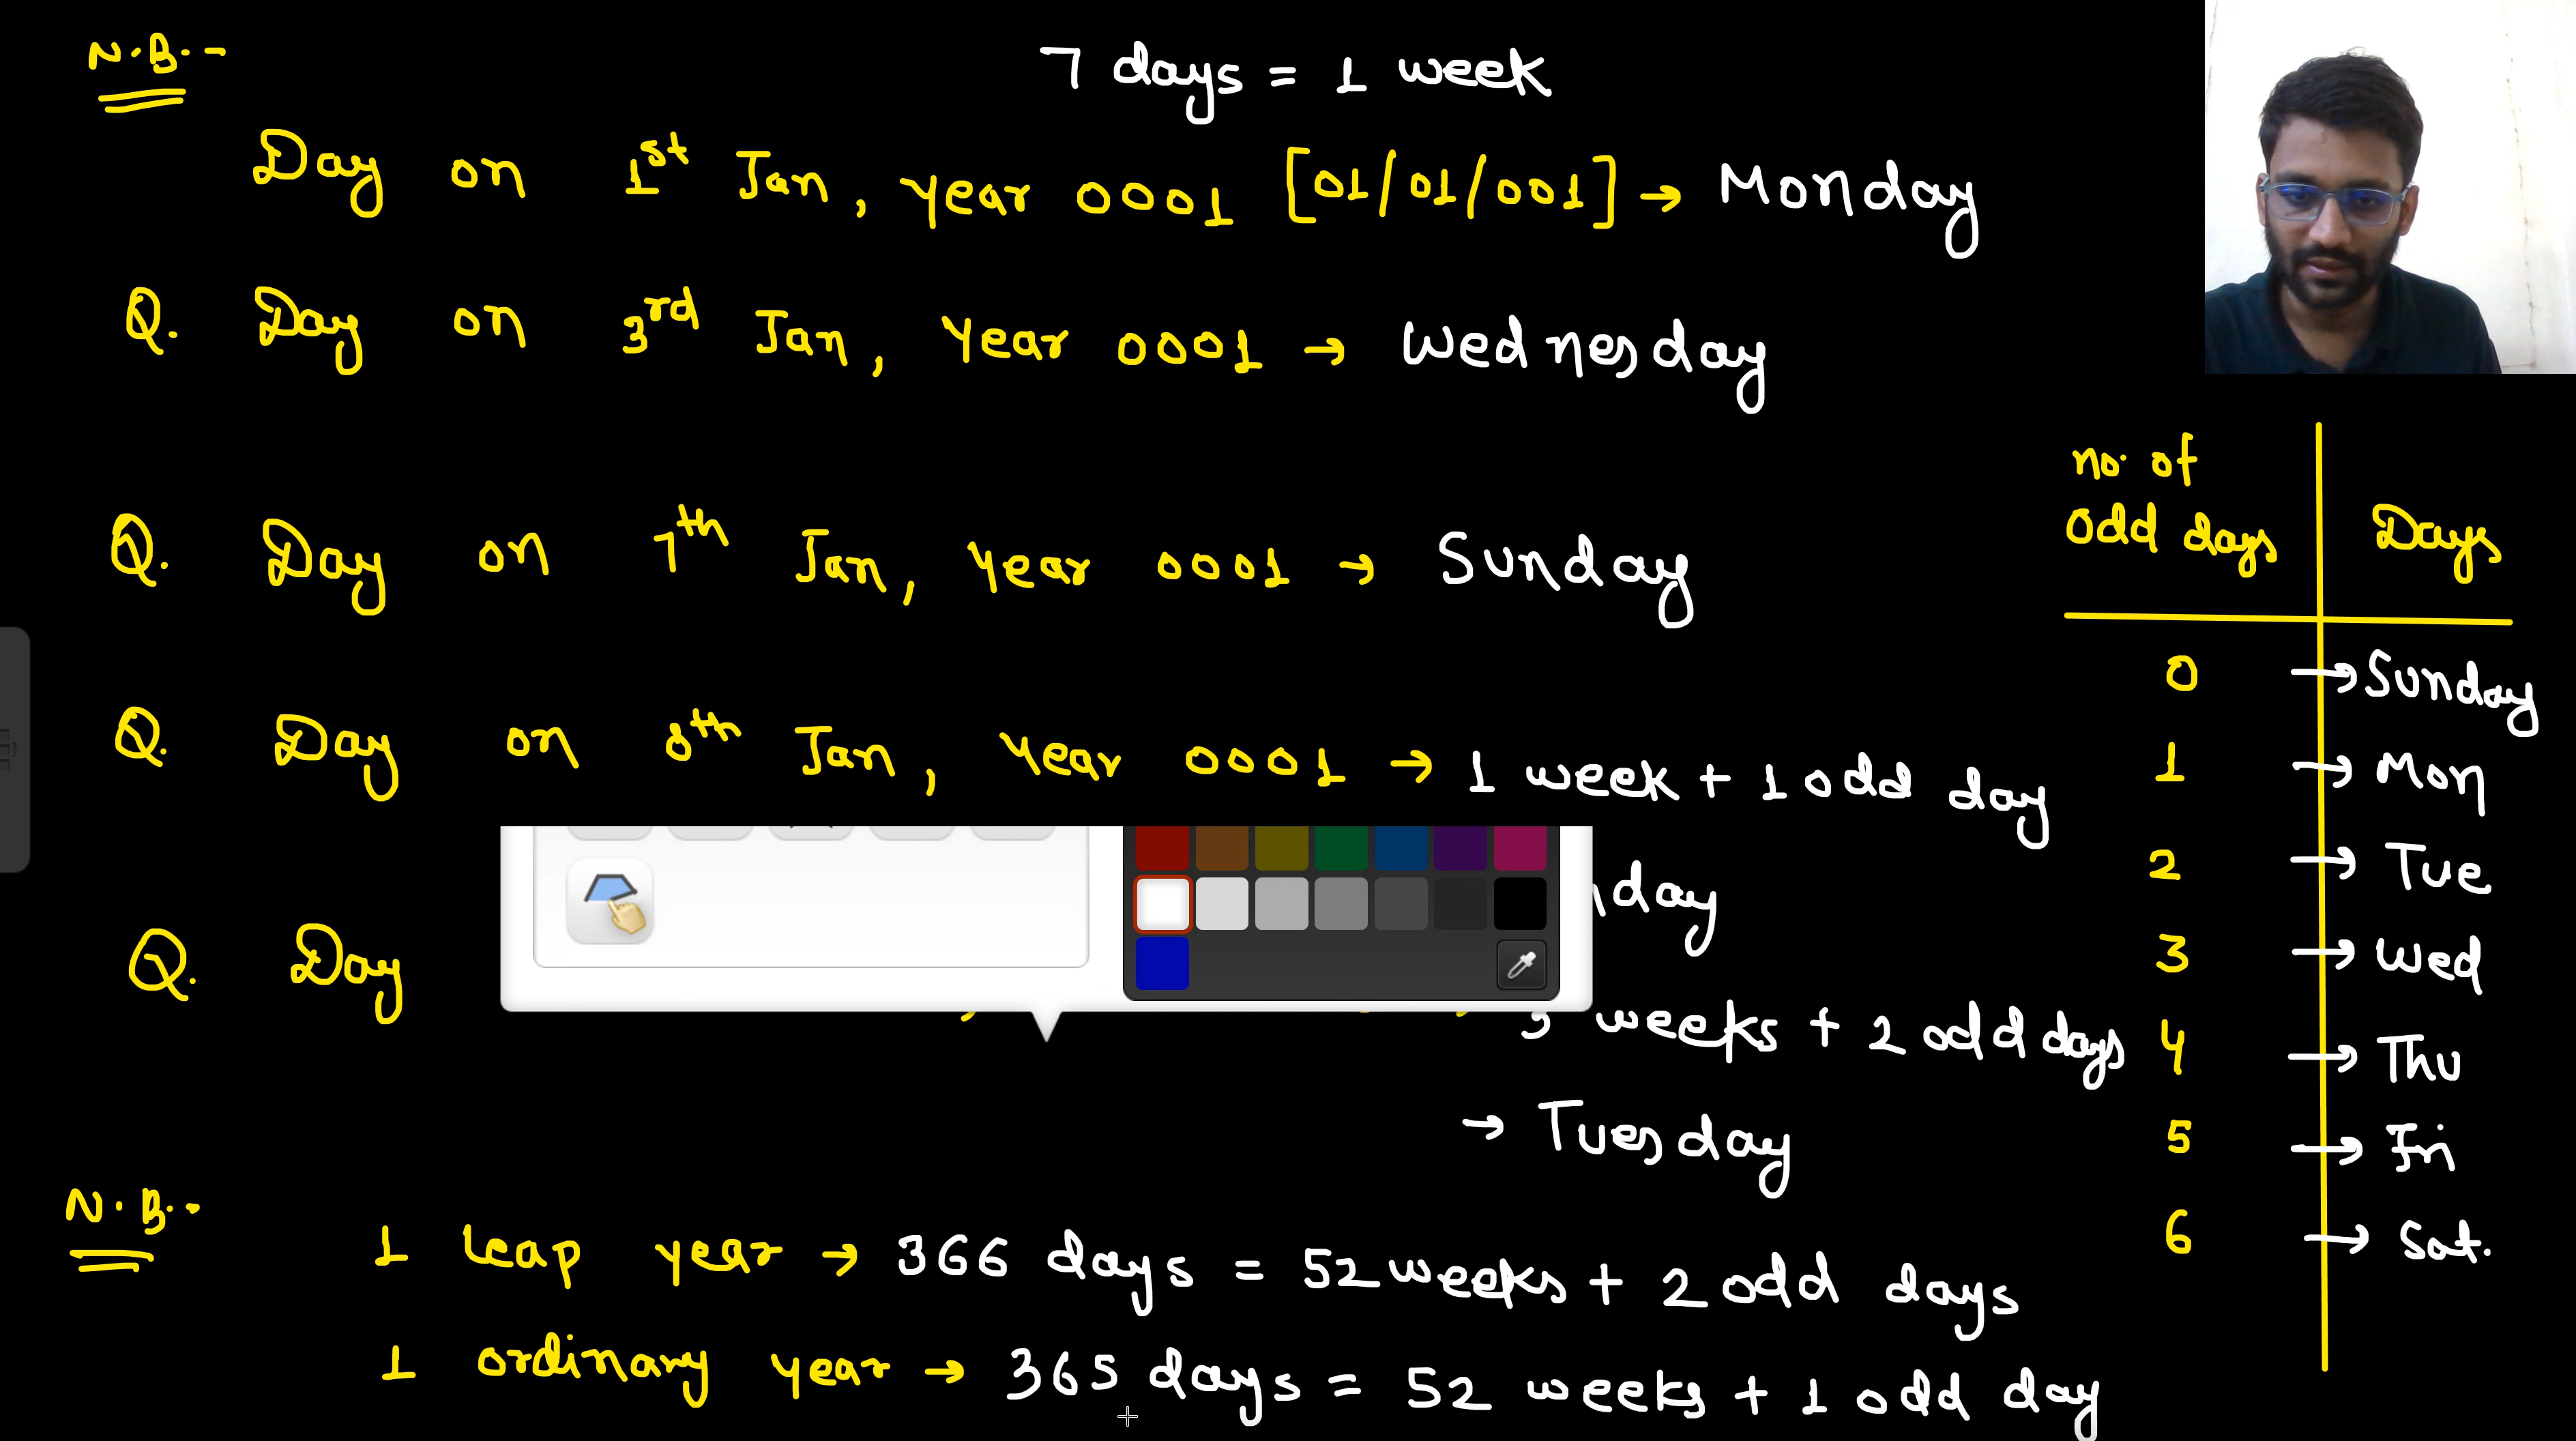 N.B.-
7 days = 1 week
Day on 1st Jan, year 0001 [01/01/001] → Monday
Q. Day on 3rd Jan, Year 0001 → Wednesday
Q. Day on 7th Jan, Year 0001 → Sunday
Q. Day on 8th Jan, Year 0001 → 1 week + 1 odd day
day
Q. Day
weeks + 2 odd days
→ Tuesday
N.B.-
1 leap year → 366 days = 52 weeks + 2 odd days
1 ordinary year → 365 days = 52 weeks + 1 odd day
no. of odd days Days
0 → Sunday
1 → Mon
2 → Tue
3 → Wed
4 → Thu
5 → Fri
6 → Sat.